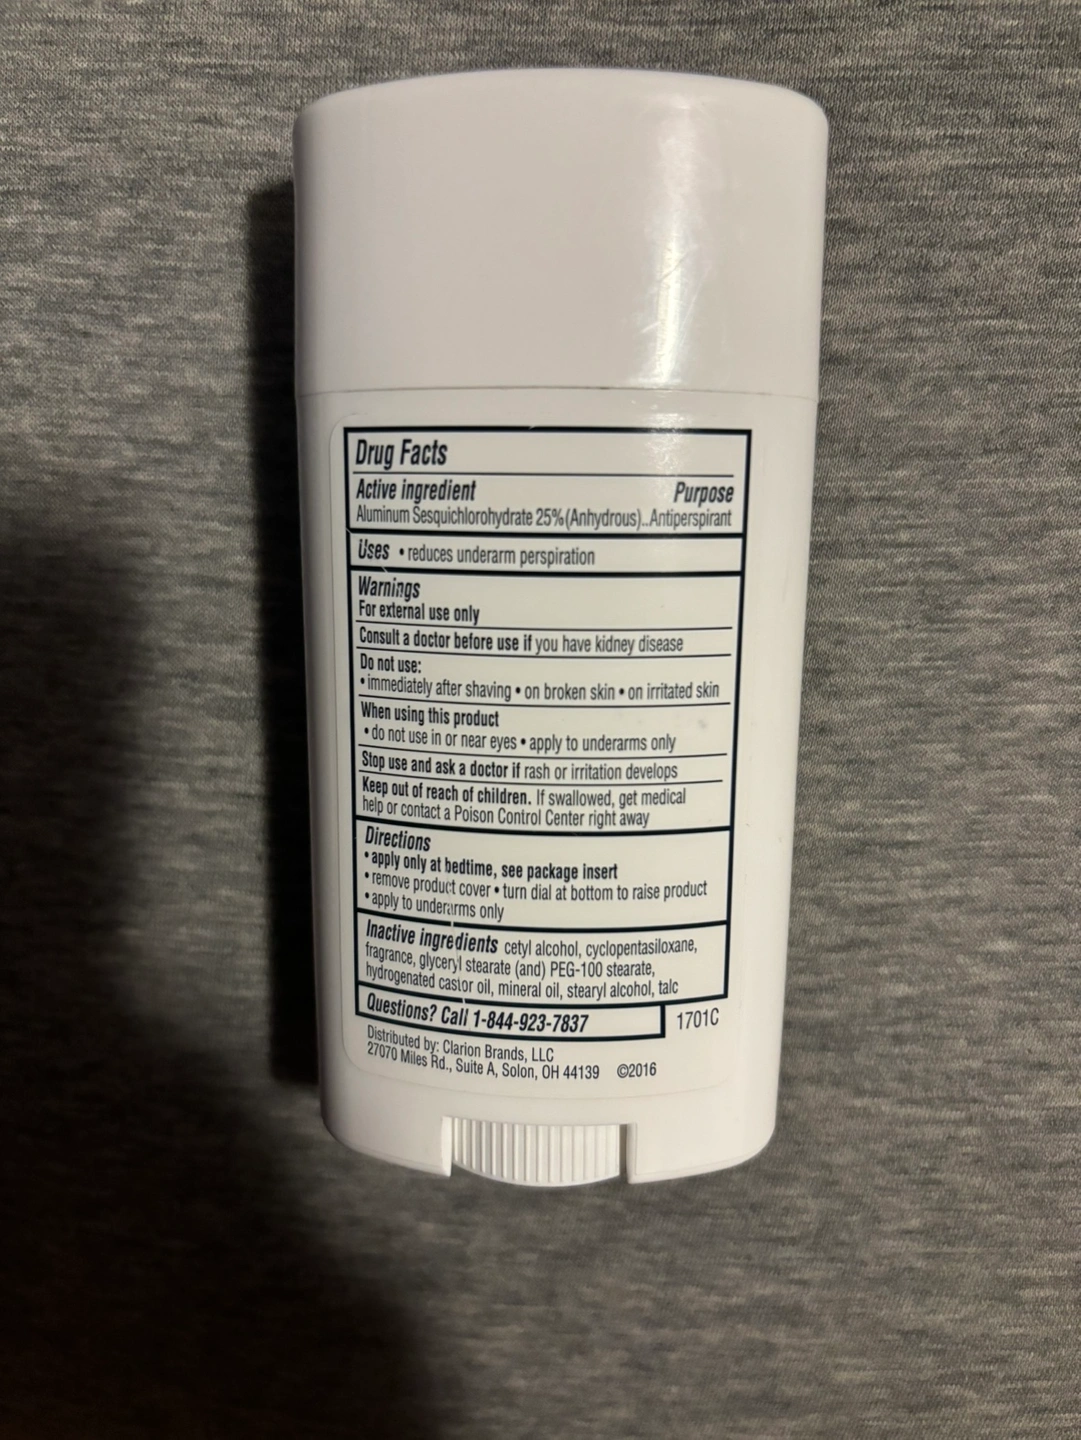 Drug Facts
Active ingredient Purpose
Aluminum Sesquichlorohydrate 25% (Anhydrous)..Antiperspirant
Uses • reduces underarm perspiration
Warnings
For external use only
Consult a doctor before use if you have kidney disease
Do not use:
• immediately after shaving • on broken skin • on irritated skin
When using this product
• do not use in or near eyes • apply to underarms only
Stop use and ask a doctor if rash or irritation develops
Keep out of reach of children. If swallowed, get medical
help or contact a Poison Control Center right away
Directions
• apply only at bedtime, see package insert
• remove product cover • turn dial at bottom to raise product
• apply to underarms only
Inactive ingredients cetyl alcohol, cyclopentasiloxane,
fragrance, glyceryl stearate (and) PEG-100 stearate,
hydrogenated castor oil, mineral oil, stearyl alcohol, talc
Questions? Call 1-844-923-7837
1701C
Distributed by: Clarion Brands, LLC
27070 Miles Rd., Suite A, Solon, OH 44139 ©2016